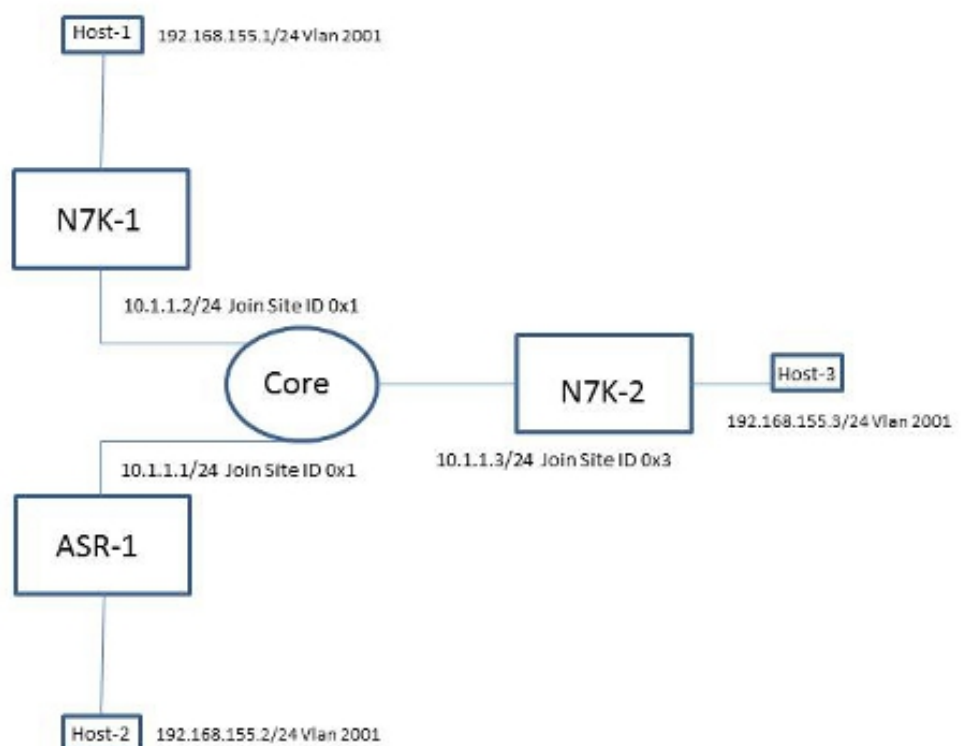 Host-1
192.168.155.1/24 Vlan 2001
N7K-1
10.1.1.2/24 Join Site ID 0x1
Core
N7K-2
Host-3
192.168.155.3/24 Vlan 2001
10.1.1.3/24 Join Site ID 0x3
10.1.1.1/24 Join Site ID 0x1
ASR-1
Host-2
192.168.155.2/24 Vlan 2001